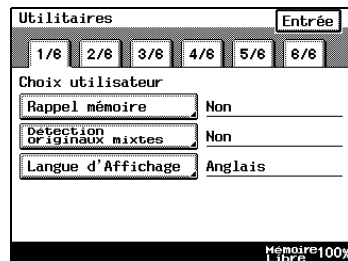 Utilitaires
Entrée
1/6 2/6 3/6 4/6 5/6 6/6
Choix utilisateur
Rappel mémoire Non
Détection
originaux mixtes Non
Langue d'Affichage Anglais
Mémoire
Libre 100%